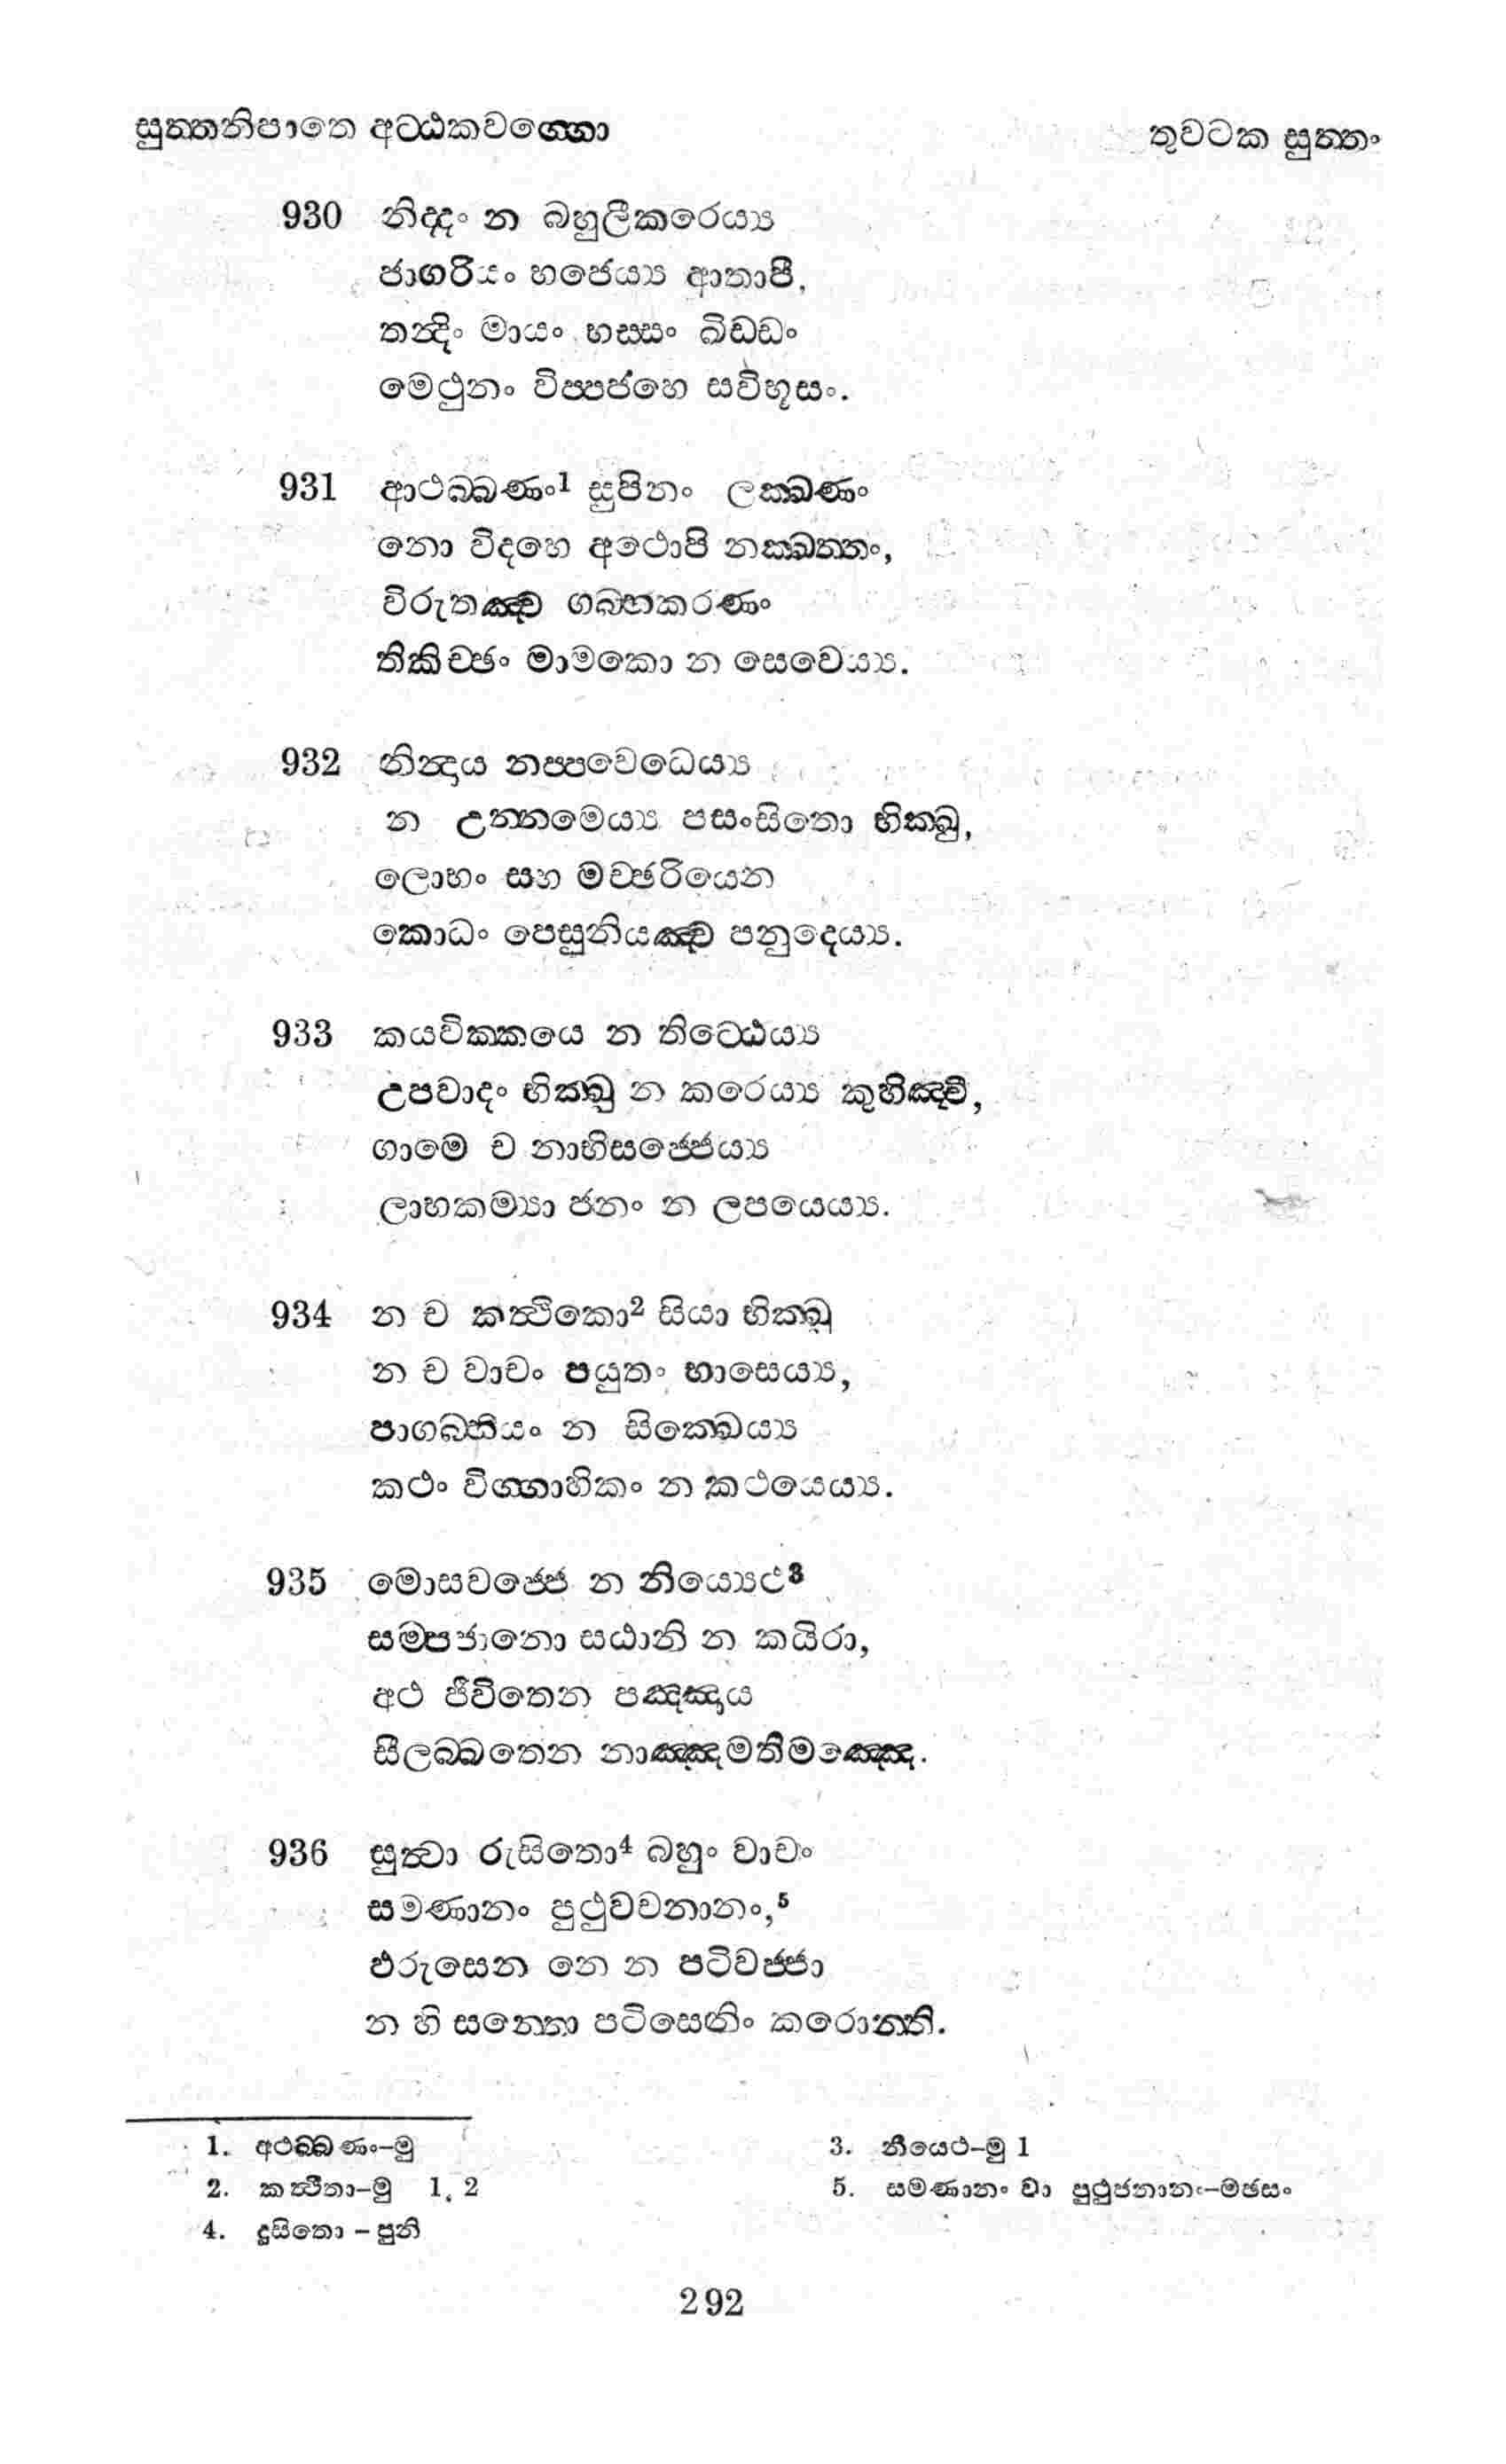 සුත්තනිපාතෙ අට්ඨකවග්ගො
තුවටක සුත්තං
930 නිද්දං න බහුලීකරෙය්‍ය
ජාගරියං භජෙය්‍ය ආතාපී,
තන්දිං මායං හස්සං ඛිඩ්ඩං
මෙථුනං විප්පජහෙ සවිභූසං.
931 ආථබ්බණං¹ සුපිනං ලක්ඛණං
නො විදහෙ අථොපි නක්ඛත්තං,
විරුතඤ්ච ගබ්භකරණං
තිකිච්ඡං මාමකො න සෙවෙය්‍ය.
932 නින්දාය නප්පවෙධෙය්‍ය
න උන්නමෙය්‍ය පසංසිතො භික්ඛු,
ලොභං සහ මච්ඡරියෙන
කොධං පෙසුනියඤ්ච පනුදෙය්‍ය.
933 කයවික්කයෙ න තිට්ඨෙය්‍ය
උපවාදං භික්ඛු න කරෙය්‍ය කුහිඤ්චි,
ගාමෙ ච නාභිසජ්ජෙය්‍ය
ලාභකම්‍යා ජනං න ලපයෙය්‍ය.
934 න ච කත්ථිකො² සියා භික්ඛු
න ච වාචං පයුතං භාසෙය්‍ය,
පාගබ්භියං න සික්ඛෙය්‍ය
කථං විග්ගාහිකං න කථයෙය්‍ය.
935 මොසවජ්ජෙ න නිය්‍යෙථ³
සම්පජානො සඨානි න කයිරා,
අථ ජීවිතෙන පඤ්ඤාය
සීලබ්බතෙන නාඤ්ඤමතිමඤ්ඤෙ.
936 සුත්වා රුසිතො⁴ බහුං වාචං
සමණානං පුථුවචනානං,⁵
ඵරුසෙන නෙ න පටිවජ්ජා
න හි සන්තො පටිසෙනිං කරොන්ති.
1. අථබ්බණං–මු
3. නීයෙථ–මු 1
2. කත්ථිතා–මු 1, 2
5. සමණානං වා පුථුජනානං–මඡසං
4. දූසිතො – පුනි
292